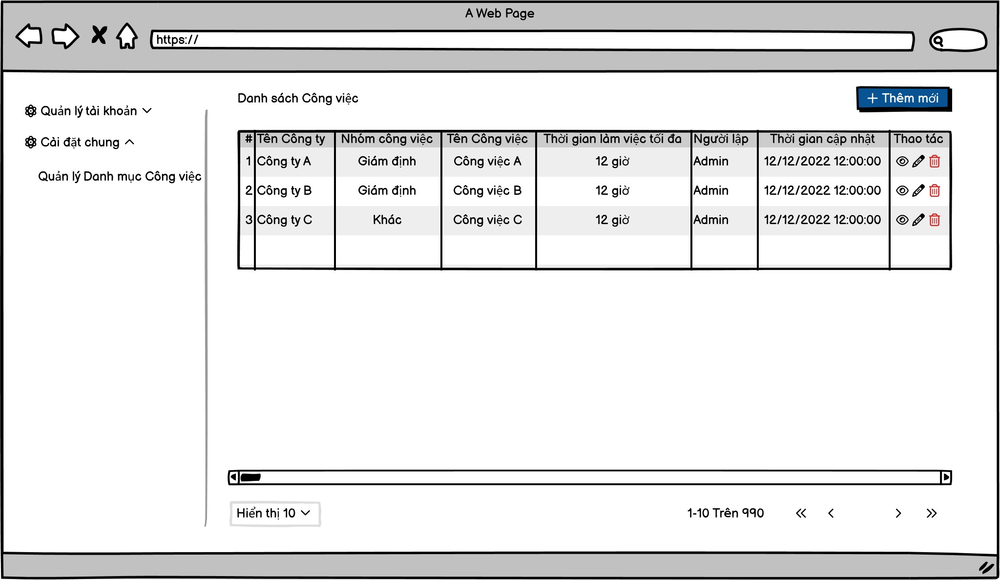 A Web Page
https://
Danh sách Công việc
+ Thêm mới
Quản lý tài khoản
Cài đặt chung
Quản lý Danh mục Công việc
# Tên Công ty Nhóm công việc Tên Công việc Thời gian làm việc tối đa Người lập Thời gian cập nhật Thao tác
1 Công ty A Giám định Công việc A 12 giờ Admin 12/12/2022 12:00:00
2 Công ty B Giám định Công việc B 12 giờ Admin 12/12/2022 12:00:00
3 Công ty C Khác Công việc C 12 giờ Admin 12/12/2022 12:00:00
Hiển thị 10
1-10 Trên 990